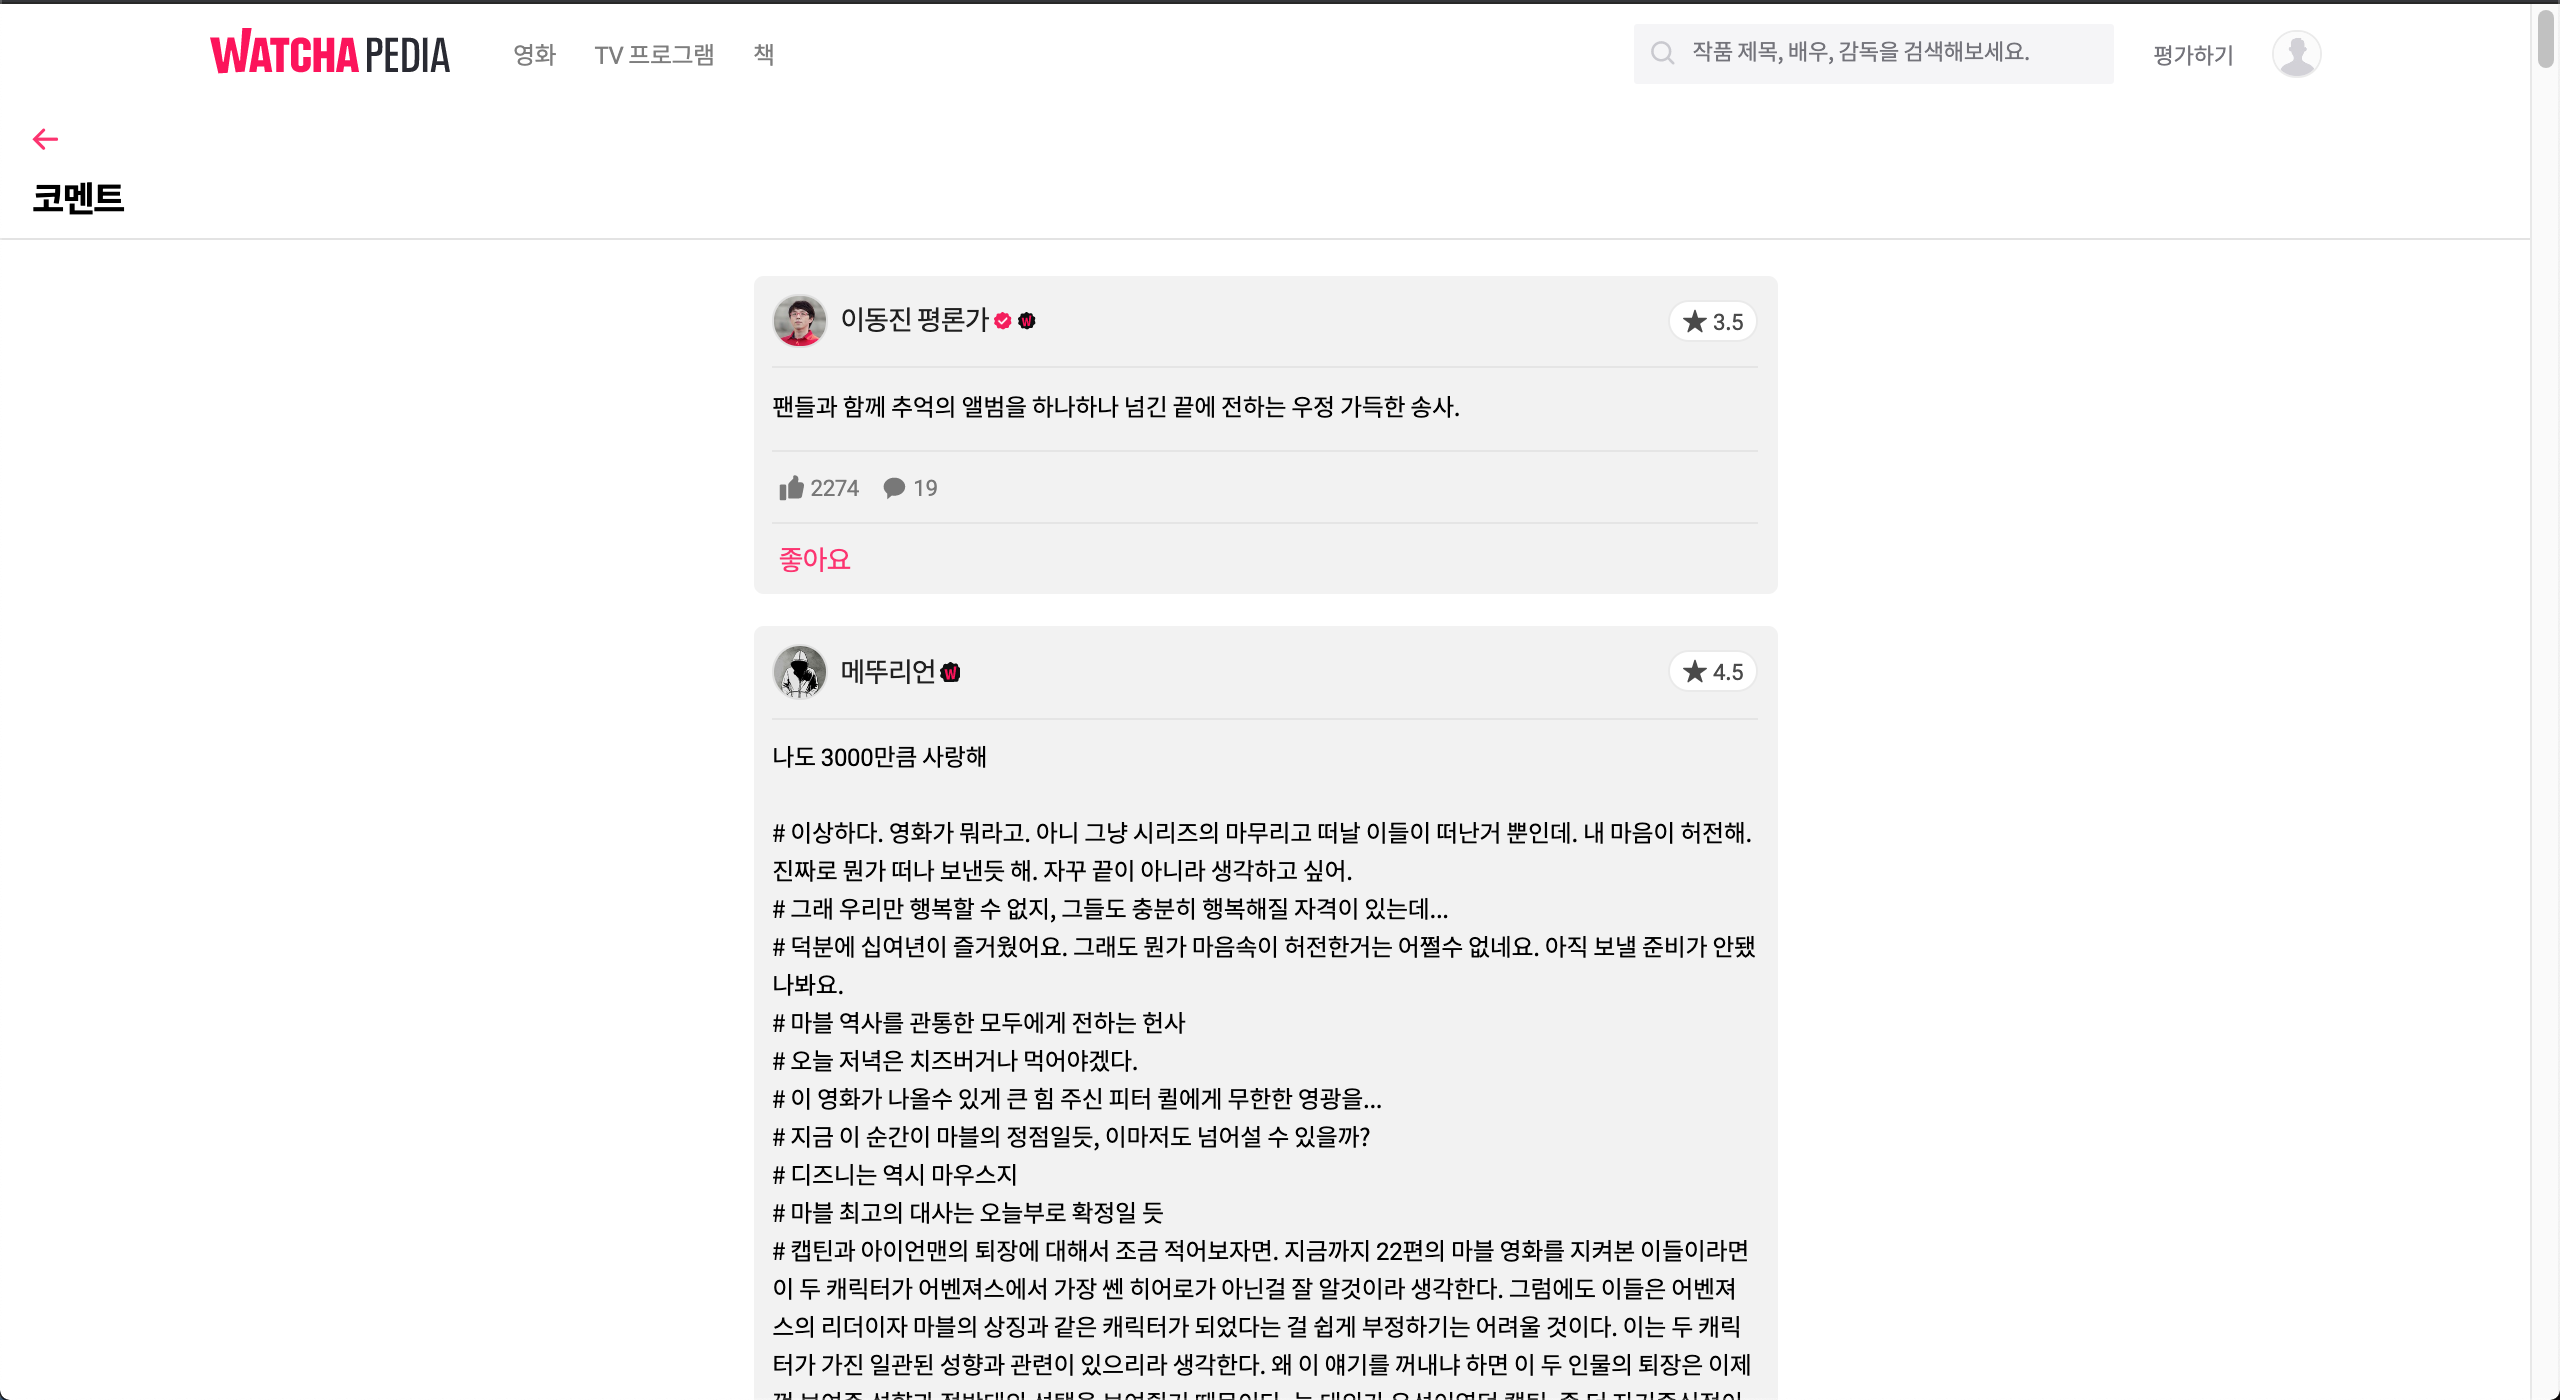 WATCHA PEDIA 영화 TV 프로그램 책 작품 제목, 배우, 감독을 검색해보세요. 평가하기
코멘트
이동진 평론가 ★ 3.5
팬들과 함께 추억의 앨범을 하나하나 넘긴 끝에 전하는 우정 가득한 송사.
2274 19
좋아요
메뚜리언 W ★ 4.5
나도 3000만큼 사랑해
# 이상하다. 영화가 뭐라고. 아니 그냥 시리즈의 마무리고 떠날 이들이 떠난거 뿐인데. 내 마음이 허전해.
진짜로 뭔가 떠나 보낸듯 해. 자꾸 끝이 아니라 생각하고 싶어.
# 그래 우리만 행복할 수 없지, 그들도 충분히 행복해질 자격이 있는데...
# 덕분에 십여년이 즐거웠어요. 그래도 뭔가 마음속이 허전한거는 어쩔수 없네요. 아직 보낼 준비가 안됐
나봐요.
# 마블 역사를 관통한 모두에게 전하는 헌사
# 오늘 저녁은 치즈버거나 먹어야겠다.
# 이 영화가 나올수 있게 큰 힘 주신 피터 퀼에게 무한한 영광을...
# 지금 이 순간이 마블의 정점일듯, 이마저도 넘어설 수 있을까?
# 디즈니는 역시 마우스지
# 마블 최고의 대사는 오늘부로 확정일 듯
# 캡틴과 아이언맨의 퇴장에 대해서 조금 적어보자면. 지금까지 22편의 마블 영화를 지켜본 이들이라면
이 두 캐릭터가 어벤져스에서 가장 쎈 히어로가 아닌걸 잘 알것이라 생각한다. 그럼에도 이들은 어벤져
스의 리더이자 마블의 상징과 같은 캐릭터가 되었다는 걸 쉽게 부정하기는 어려울 것이다. 이는 두 캐릭
터가 가진 일관된 성향과 관련이 있으리라 생각한다. 왜 이 얘기를 꺼내냐 하면 이 두 인물의 퇴장은 이제